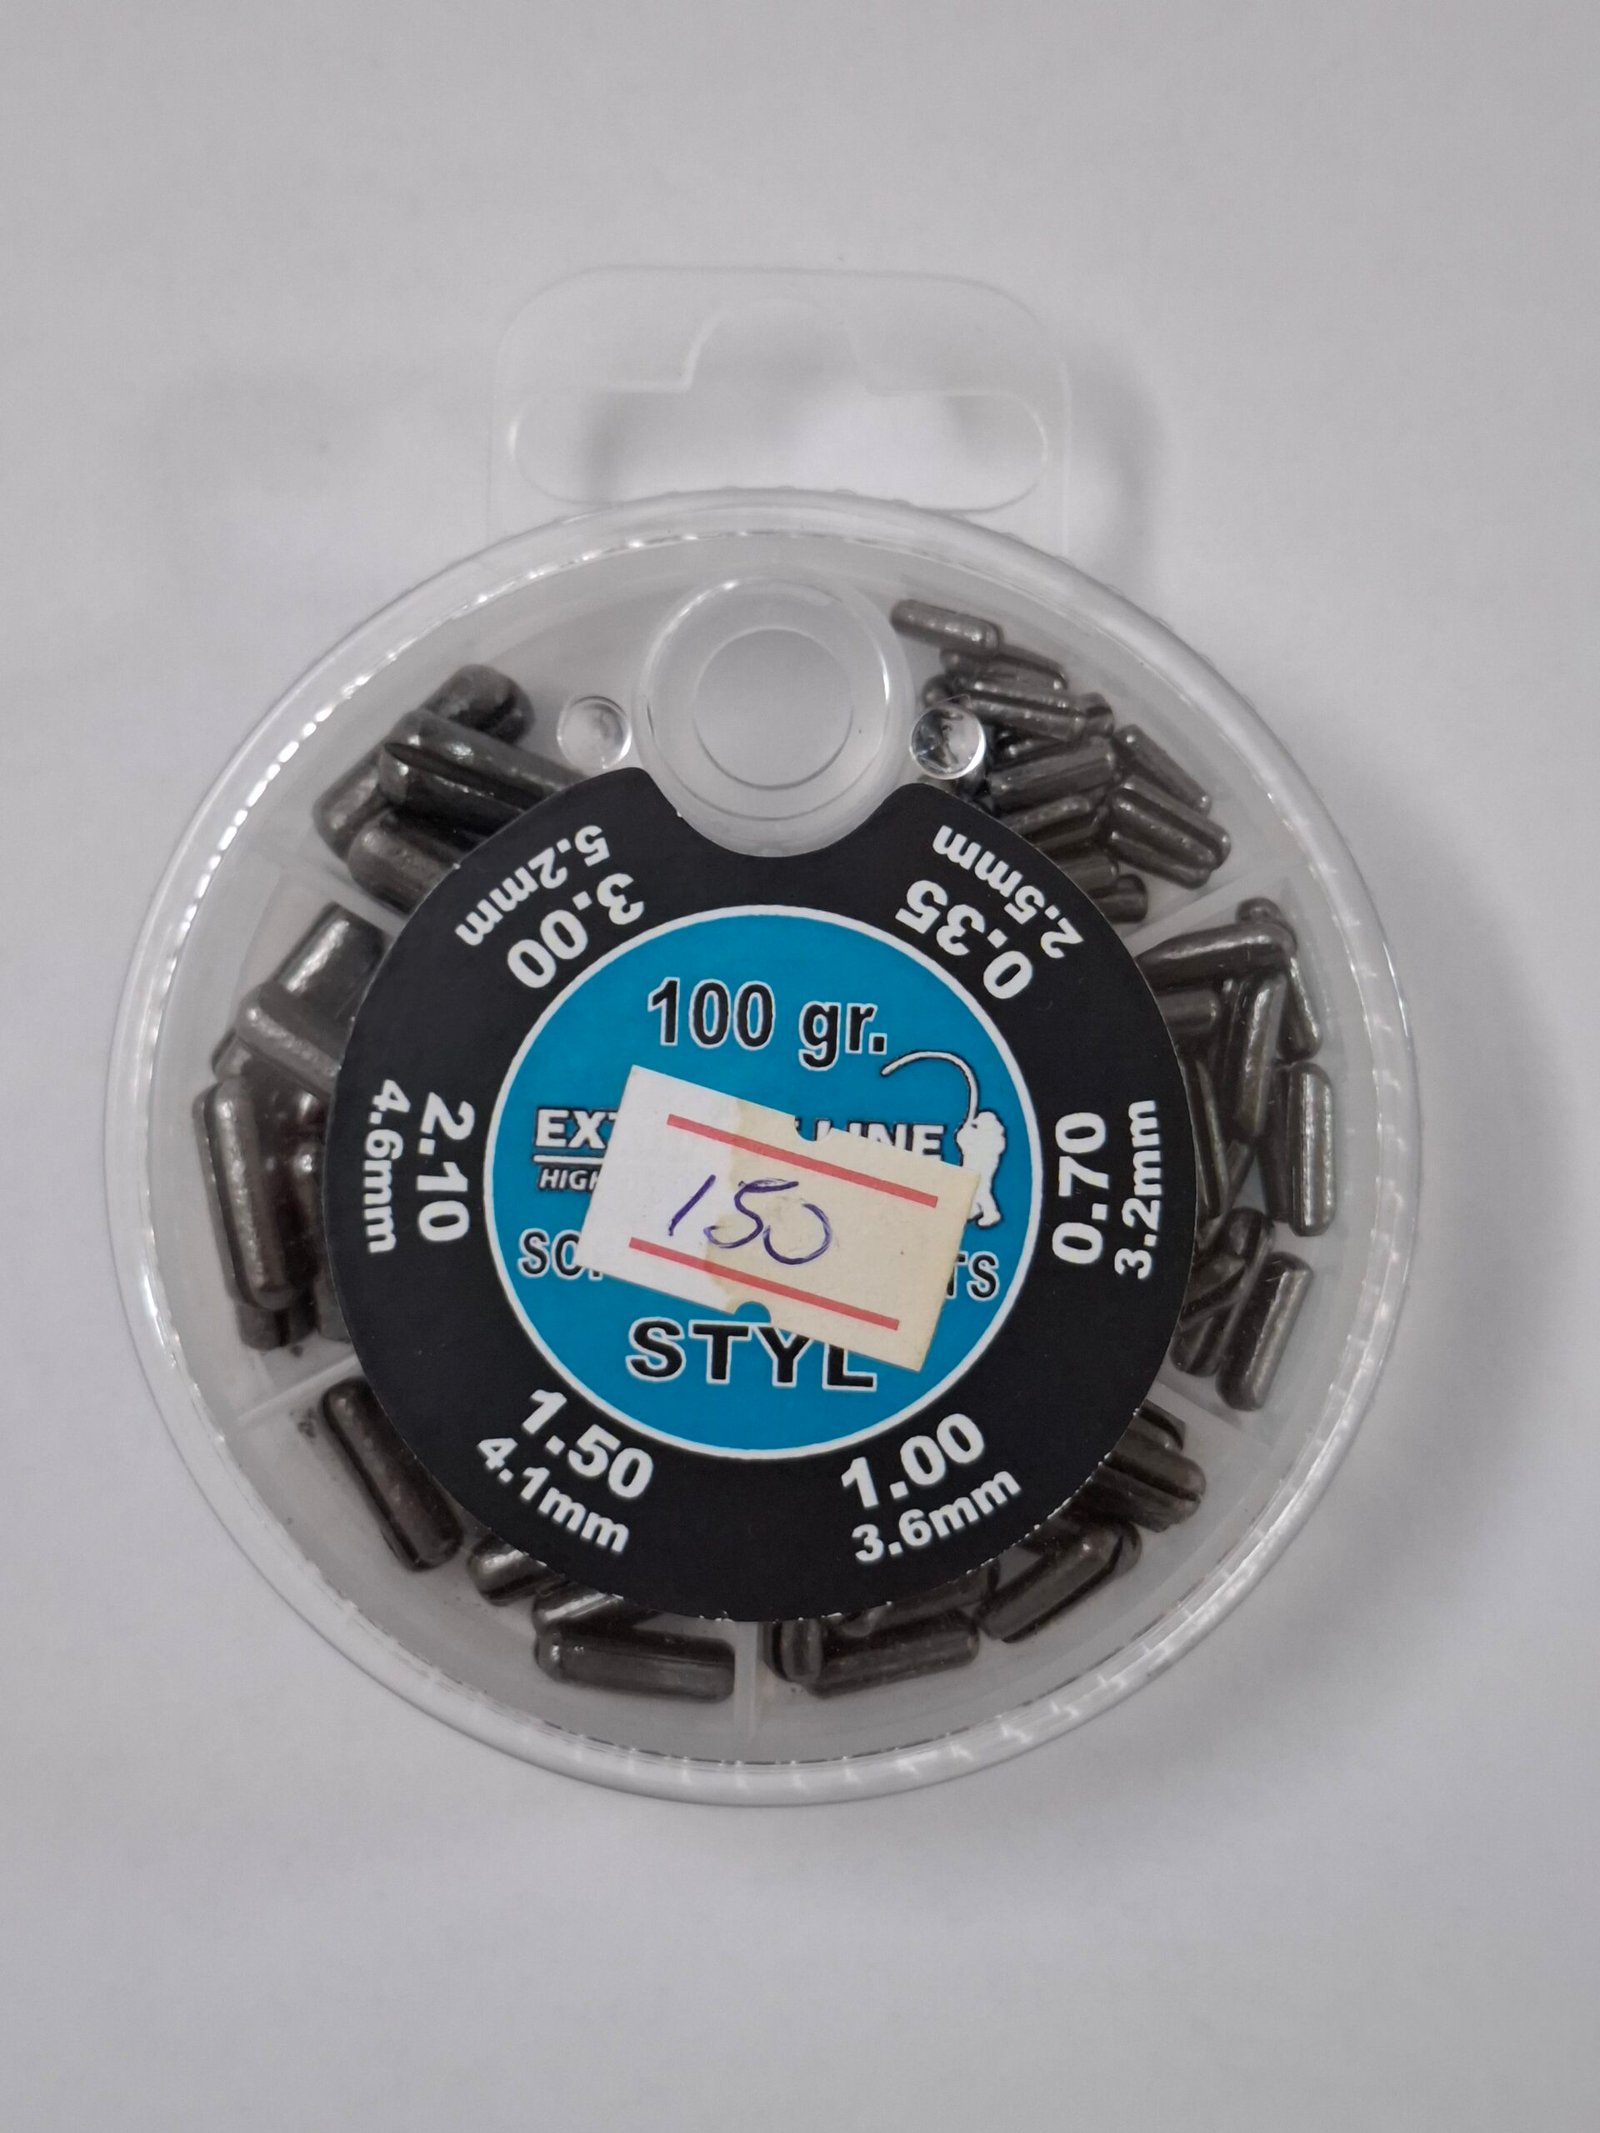 100 gr.
LINE
150
STYL
0.35
2.5mm
0.70
3.2mm
1.00
3.6mm
1.50
4.1mm
2.10
4.6mm
3.00
5.2mm